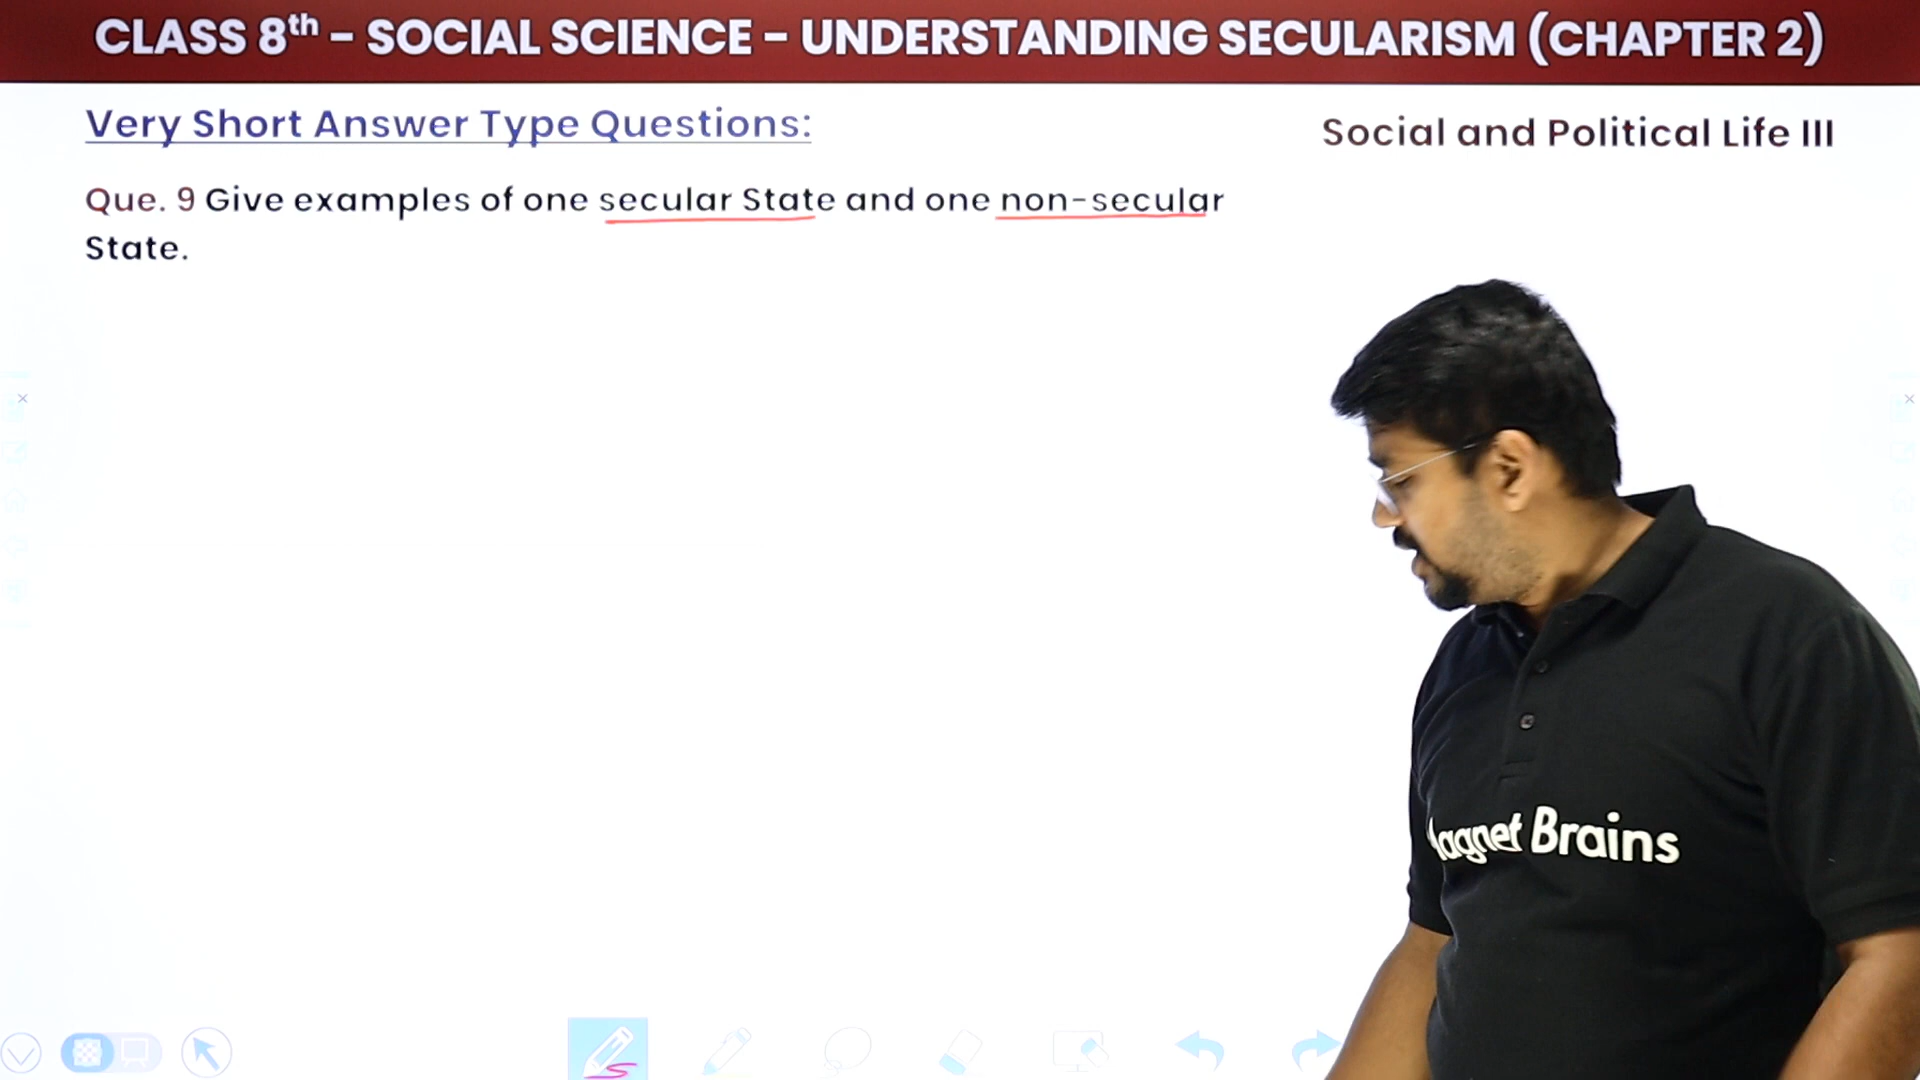 CLASS 8th – SOCIAL SCIENCE – UNDERSTANDING SECULARISM (CHAPTER 2)
Very Short Answer Type Questions:
Social and Political Life III
Que. 9 Give examples of one secular State and one non-secular
State.
Magnet Brains